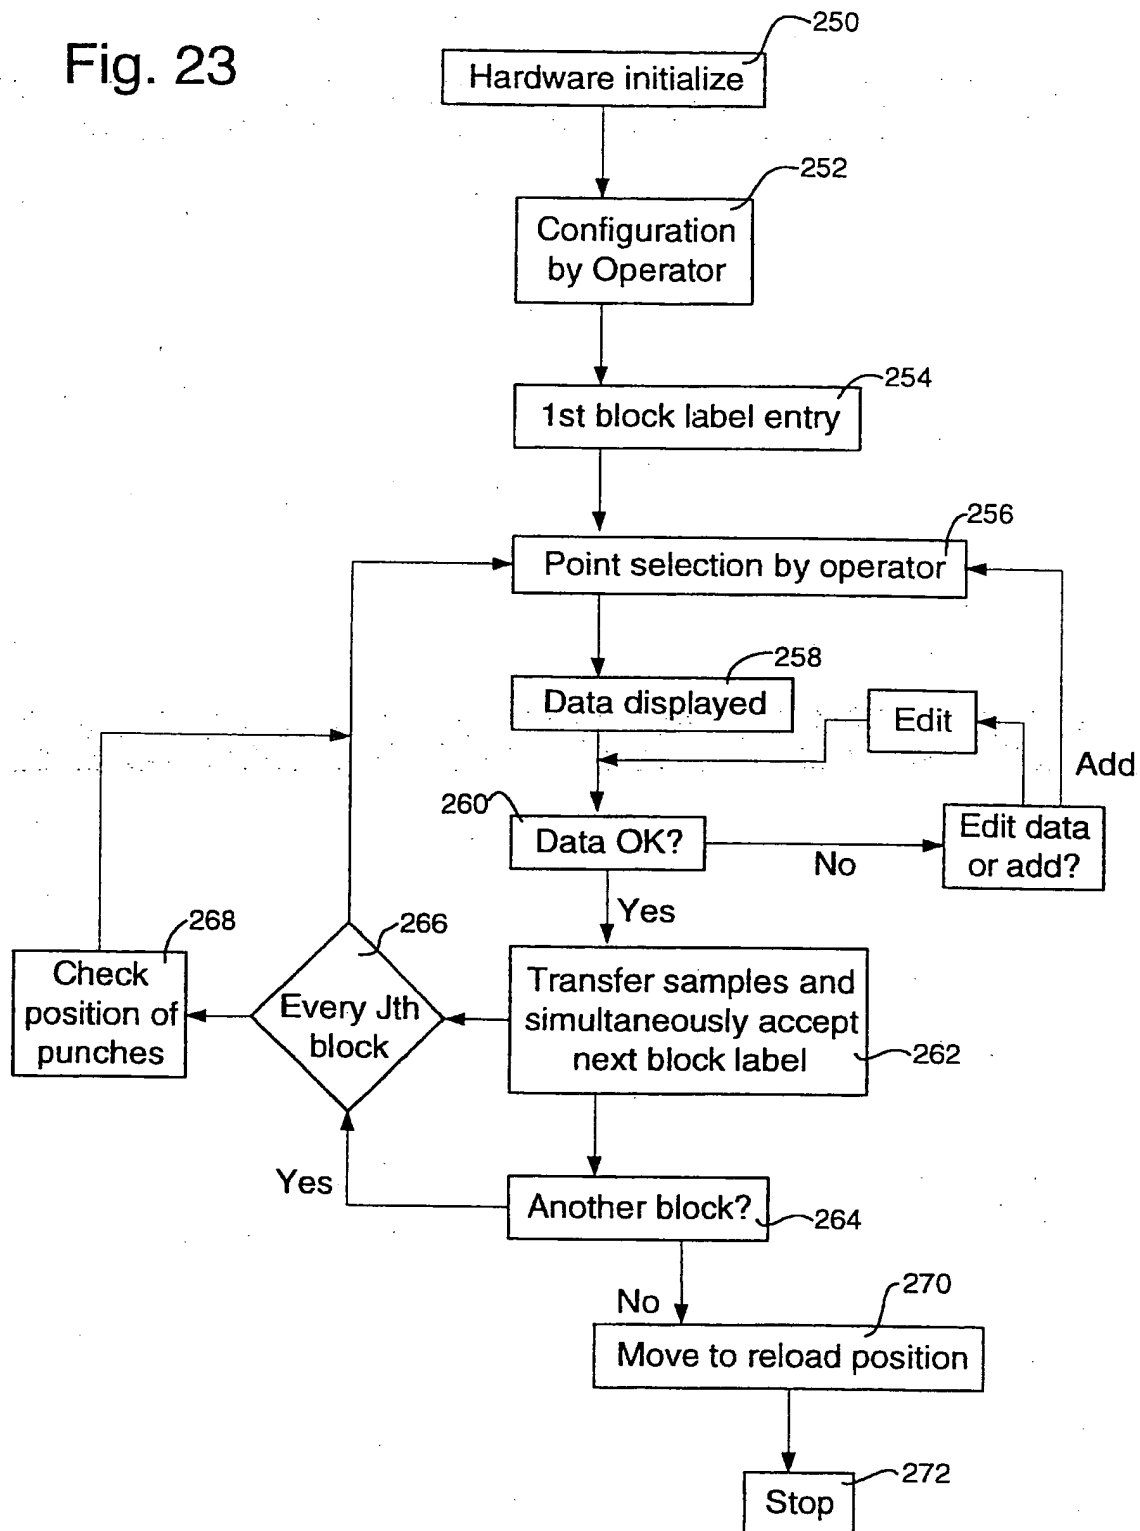 Fig. 23
250
Hardware initialize
252
Configuration
by Operator
254
1st block label entry
256
Point selection by operator
258
Data displayed
Edit
Add
260
Data OK?
No
Edit data
or add?
Yes
268
266
Check
position of
punches
Every Jth
block
Transfer samples and
simultaneously accept
next block label
262
Yes
Another block?
264
No
270
Move to reload position
272
Stop